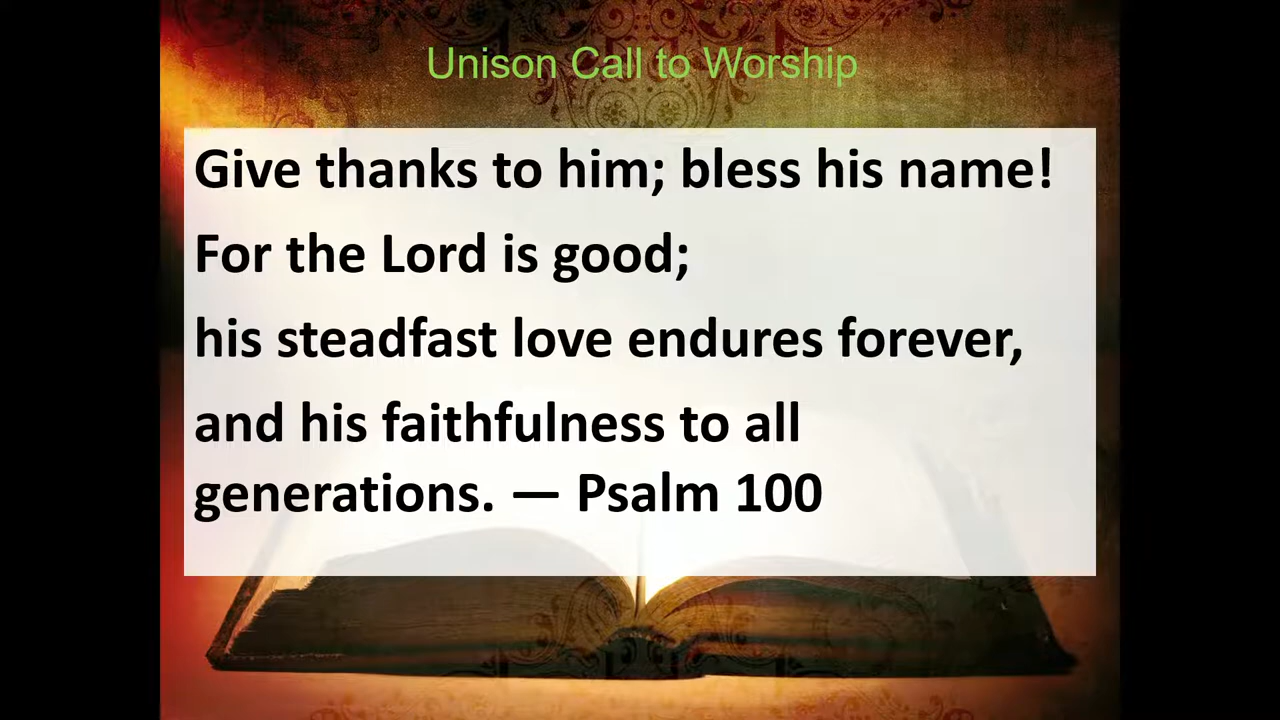 Unison Call to Worship
Give thanks to him; bless his name!
For the Lord is good;
his steadfast love endures forever,
and his faithfulness to all
generations. — Psalm 100